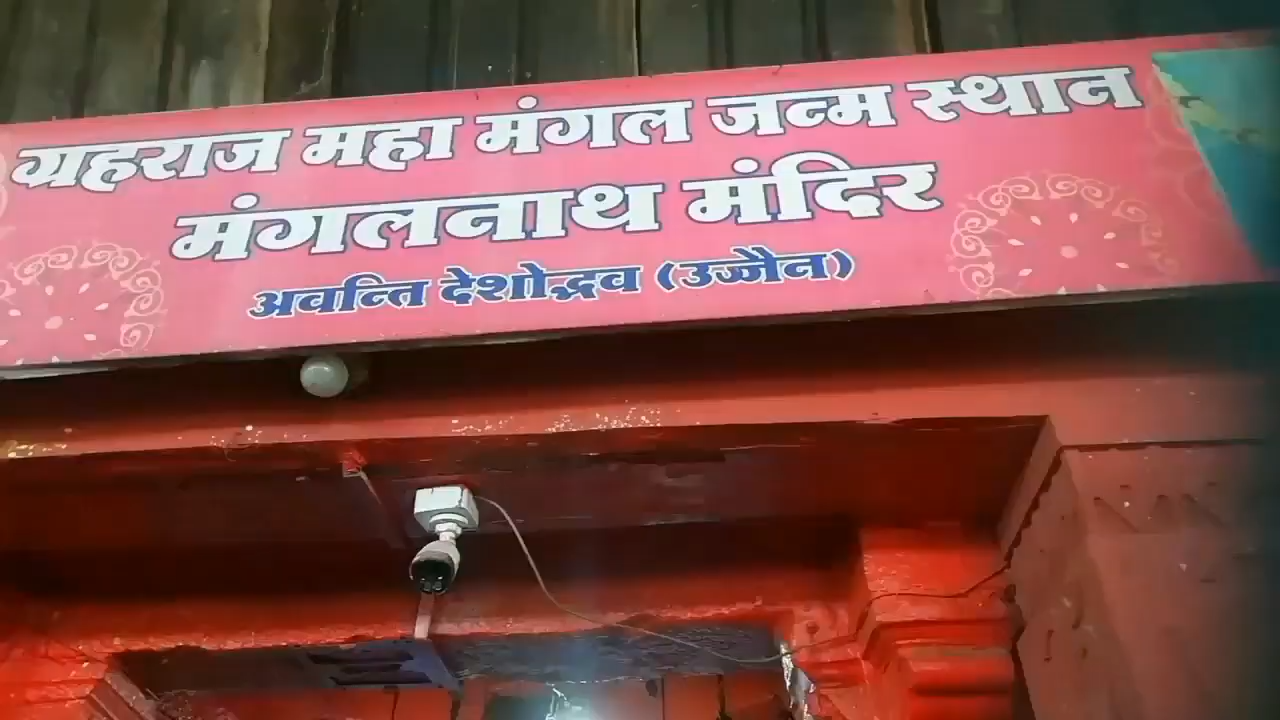 ग्रहराज महा मंगल जन्म स्थान
मंगलनाथ मंदिर
अवन्ति देशोद्भव (उज्जैन)